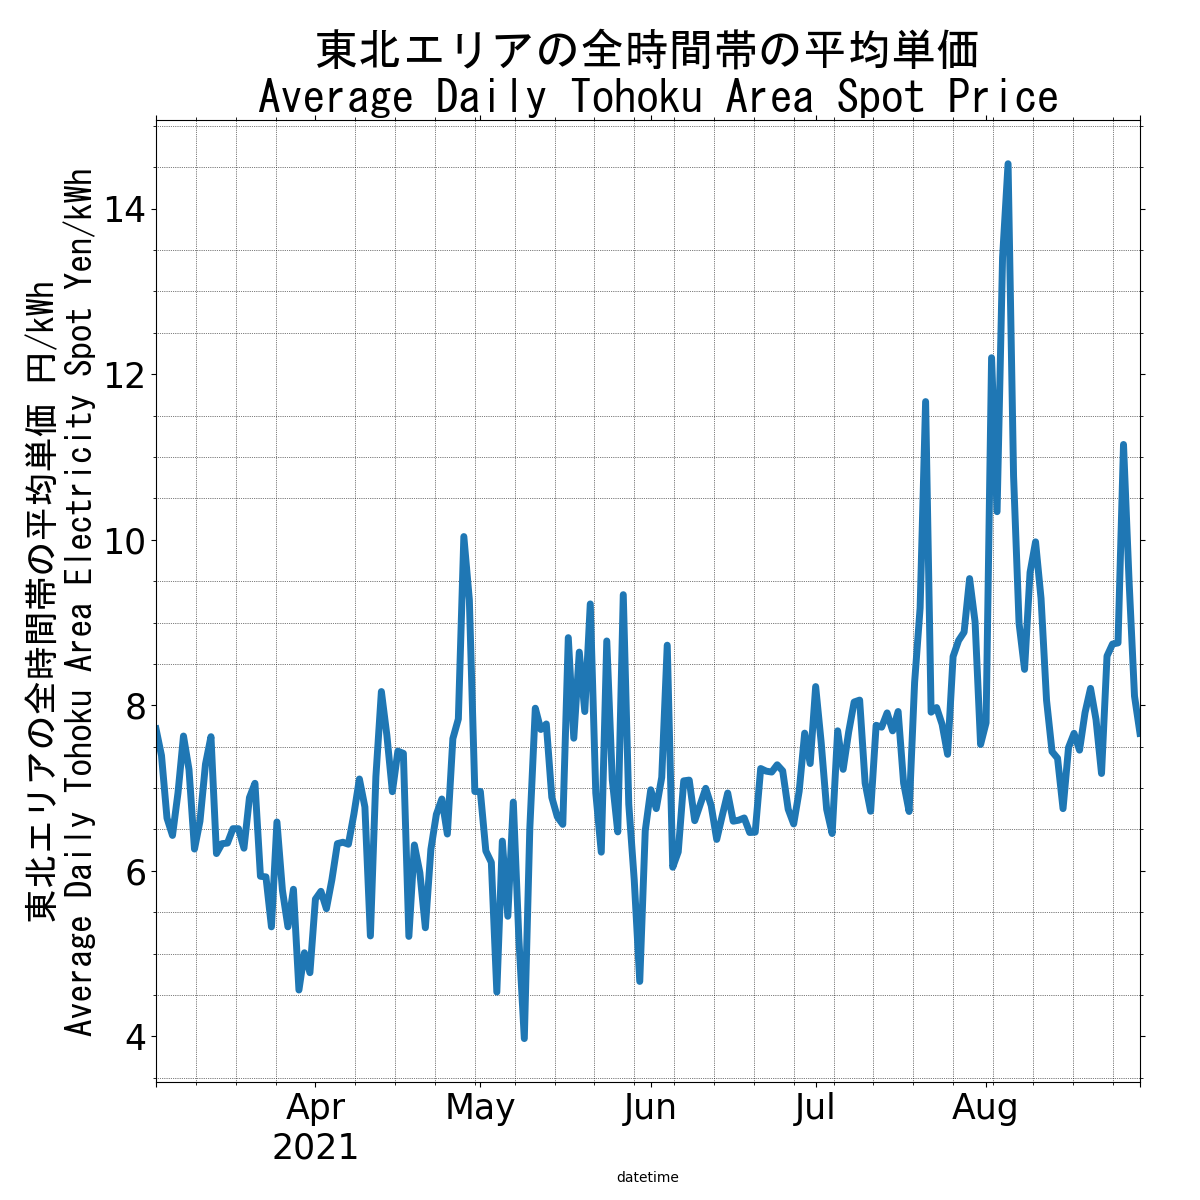 東北エリアの全時間帯の平均単価
Average Daily Tohoku Area Spot Price
東北エリアの全時間帯の平均単価 円/kWh
Average Daily Tohoku Area Electricity Spot Yen/kWh
14
12
10
8
6
4
Apr
2021
May
Jun
Jul
Aug
datetime